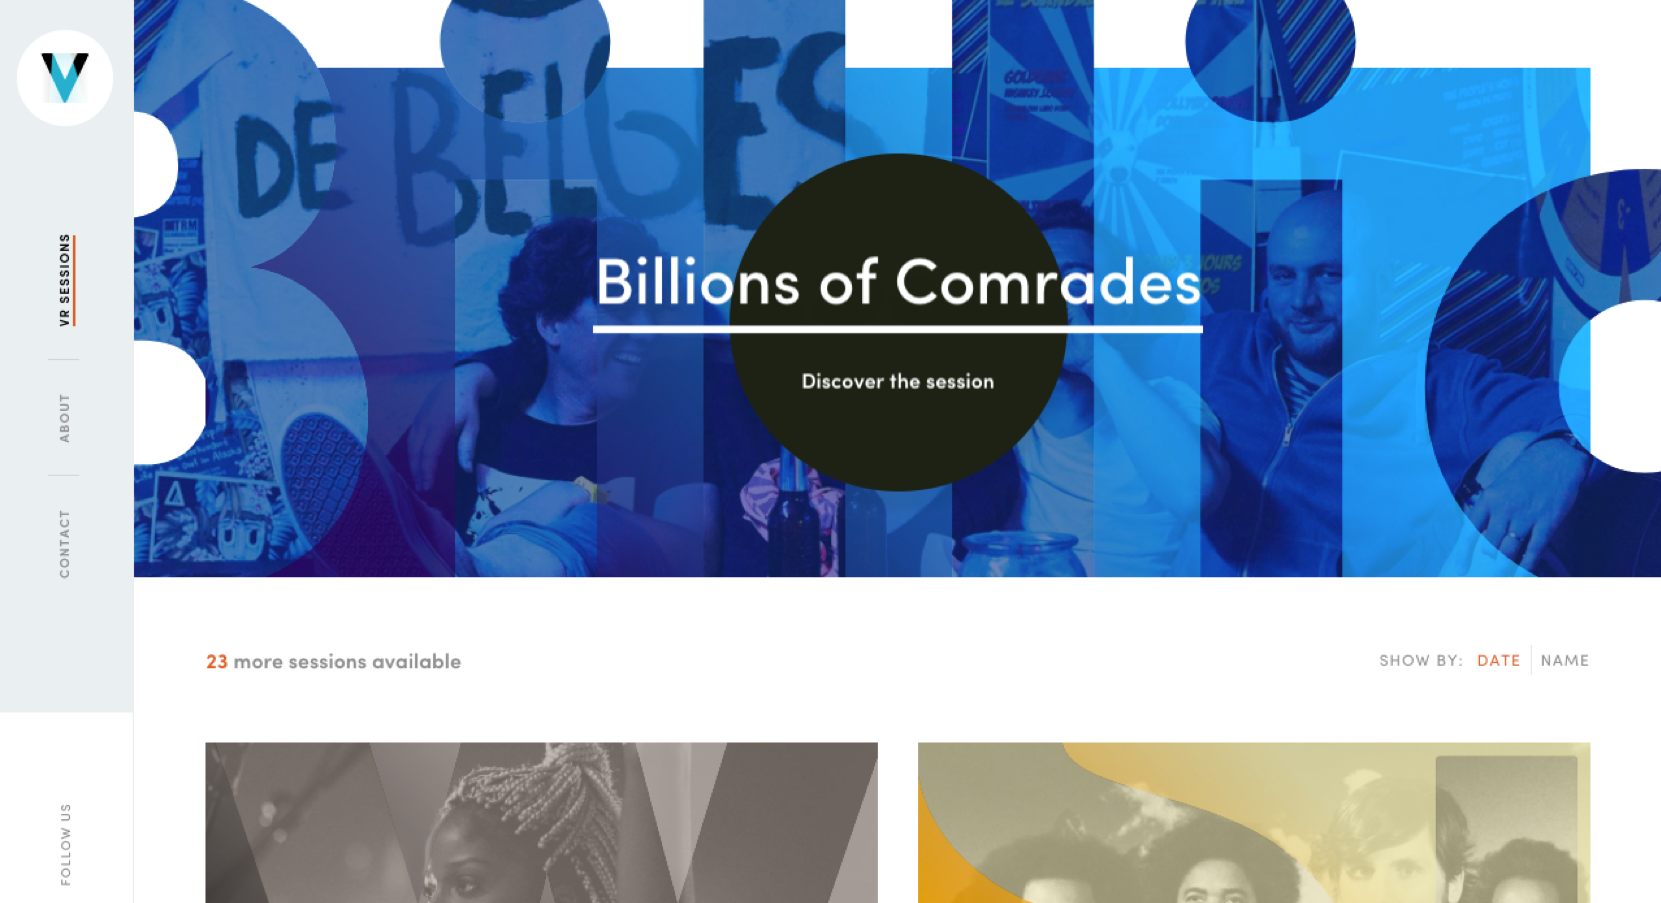 VR SESSIONS
ABOUT
CONTACT
FOLLOW US
DE BELGES
Billions of Comrades
Discover the session
23 more sessions available
SHOW BY: DATE NAME